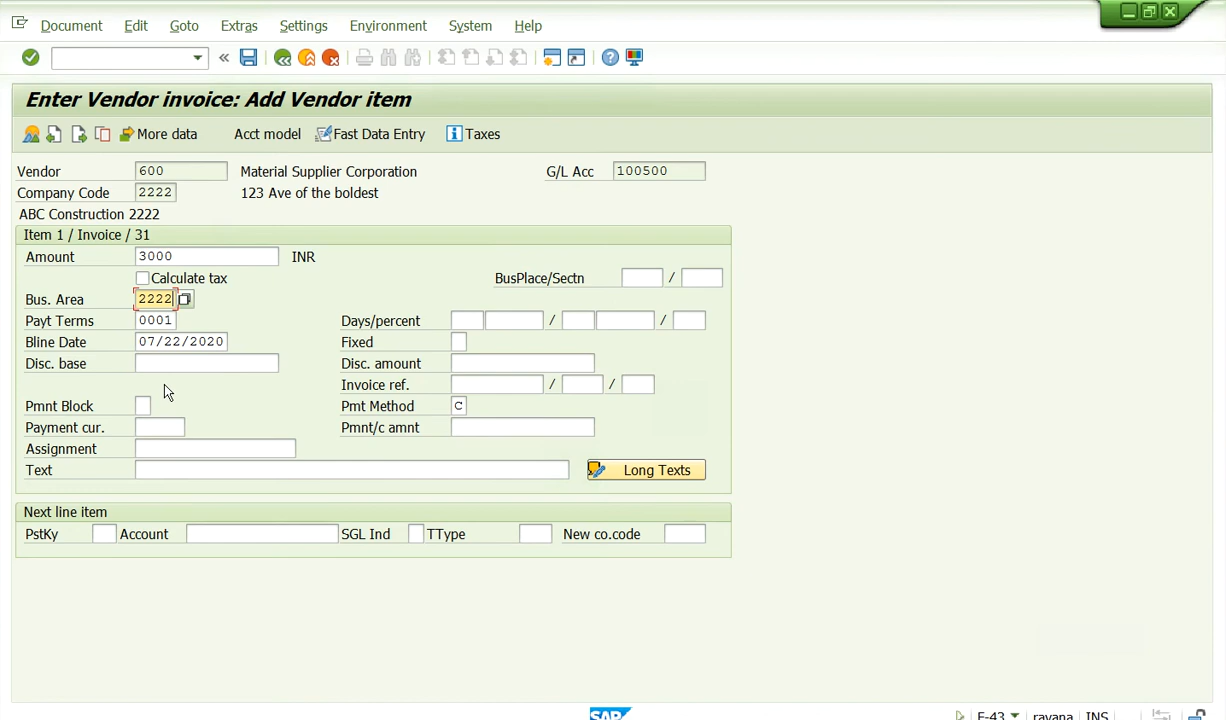 Document Edit Goto Extras Settings Environment System Help
Enter Vendor invoice: Add Vendor item
More data Acct model Fast Data Entry Taxes
Vendor 600 Material Supplier Corporation G/L Acc 100500
Company Code 2222 123 Ave of the boldest
ABC Construction 2222
Item 1 / Invoice / 31
Amount 3000 INR
Calculate tax BusPlace/Sectn /
Bus. Area 2222
Payt Terms 0001 Days/percent / /
Bline Date 07/22/2020 Fixed
Disc. base Disc. amount
Invoice ref. / /
Pmnt Block Pmt Method C
Payment cur. Pmnt/c amnt
Assignment
Text Long Texts
Next line item
PstKy Account SGL Ind TType New co.code
SAP F-43 ravana INS